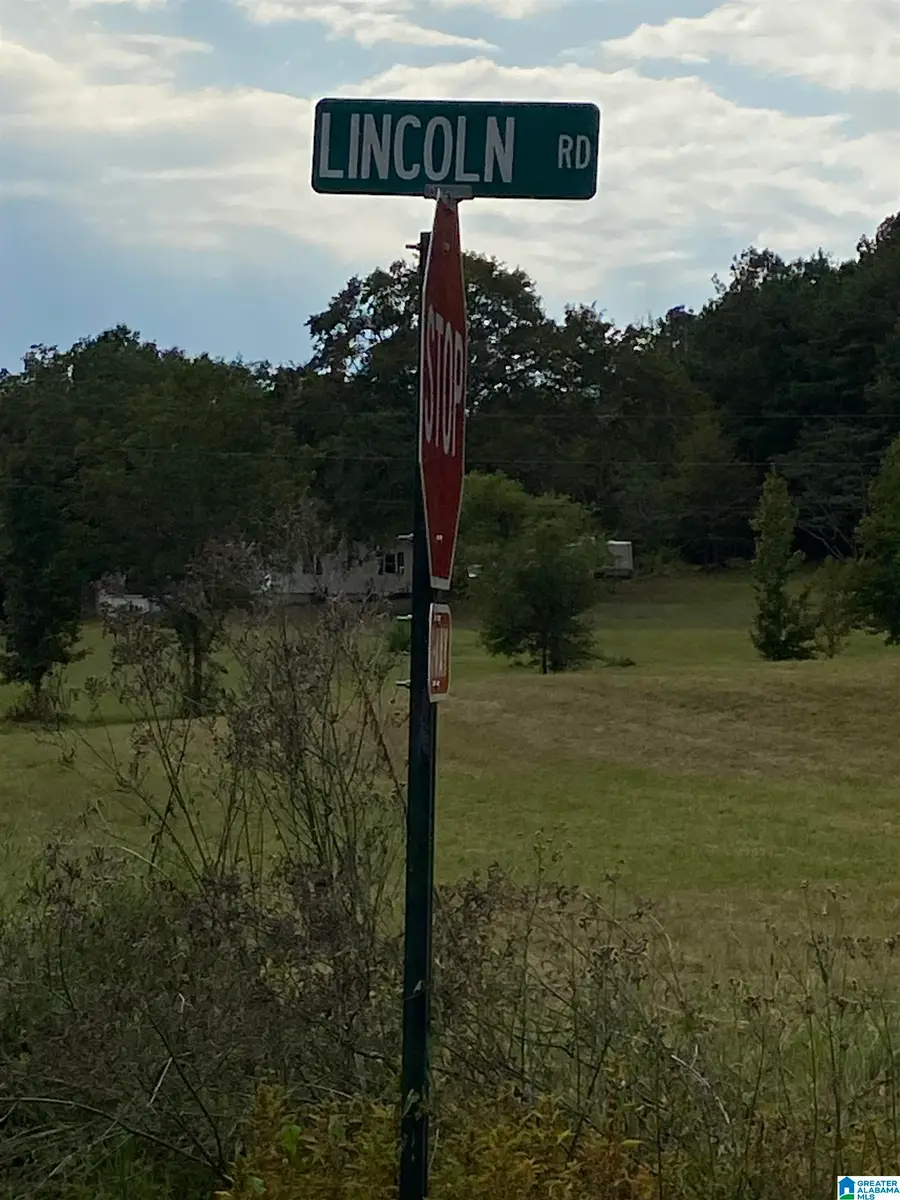 LINCOLN RD
STOP
GREATER
ALABAMA
MLS